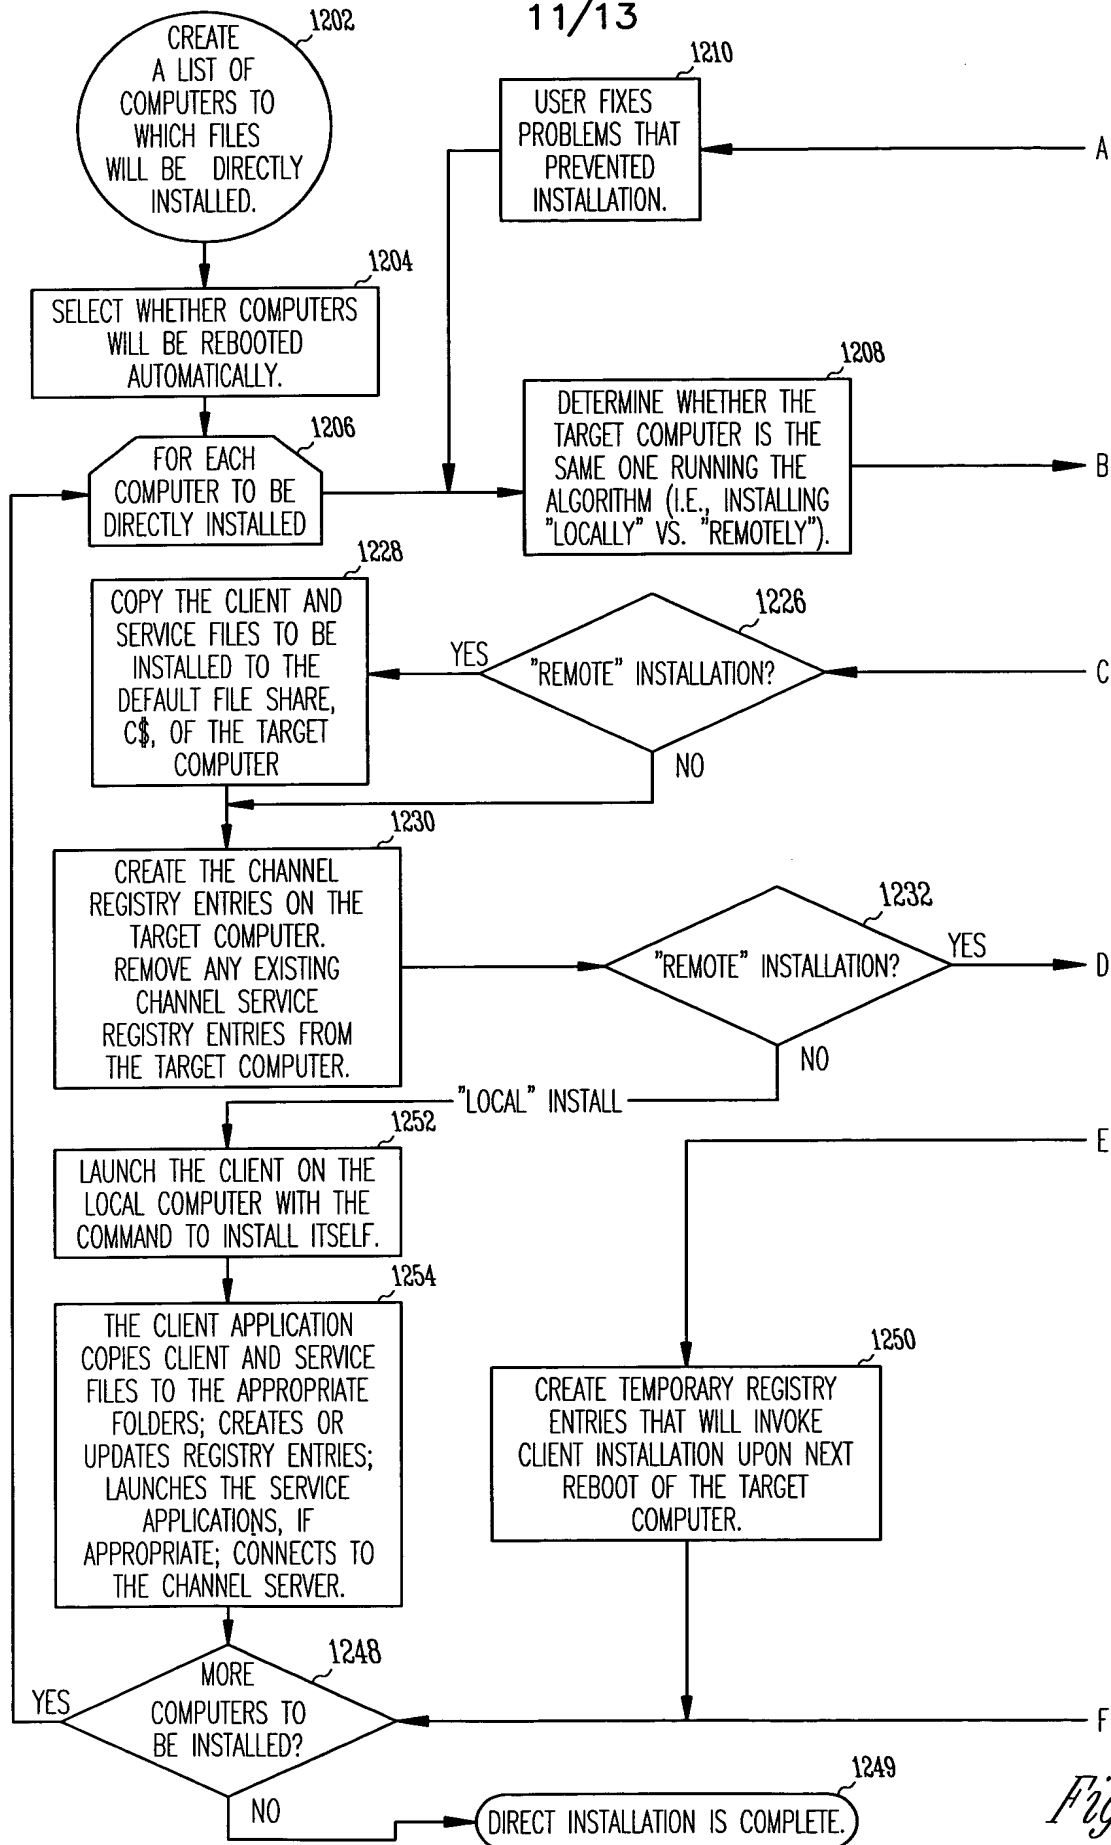 11/13
1202
CREATE
A LIST OF
COMPUTERS TO
WHICH FILES
WILL BE DIRECTLY
INSTALLED.
1210
USER FIXES
PROBLEMS THAT
PREVENTED
INSTALLATION.
A
1204
SELECT WHETHER COMPUTERS
WILL BE REBOOTED
AUTOMATICALLY.
1206
FOR EACH
COMPUTER TO BE
DIRECTLY INSTALLED
1208
DETERMINE WHETHER THE
TARGET COMPUTER IS THE
SAME ONE RUNNING THE
ALGORITHM (I.E., INSTALLING
"LOCALLY" VS. "REMOTELY").
B
1228
COPY THE CLIENT AND
SERVICE FILES TO BE
INSTALLED TO THE
DEFAULT FILE SHARE,
C$, OF THE TARGET
COMPUTER
YES
1226
"REMOTE" INSTALLATION?
C
NO
1230
CREATE THE CHANNEL
REGISTRY ENTRIES ON THE
TARGET COMPUTER.
REMOVE ANY EXISTING
CHANNEL SERVICE
REGISTRY ENTRIES FROM
THE TARGET COMPUTER.
1232
"REMOTE" INSTALLATION?
YES
D
NO
"LOCAL" INSTALL
1252
LAUNCH THE CLIENT ON THE
LOCAL COMPUTER WITH THE
COMMAND TO INSTALL ITSELF.
E
1254
THE CLIENT APPLICATION
COPIES CLIENT AND SERVICE
FILES TO THE APPROPRIATE
FOLDERS; CREATES OR
UPDATES REGISTRY ENTRIES;
LAUNCHES THE SERVICE
APPLICATIONS, IF
APPROPRIATE; CONNECTS TO
THE CHANNEL SERVER.
1250
CREATE TEMPORARY REGISTRY
ENTRIES THAT WILL INVOKE
CLIENT INSTALLATION UPON NEXT
REBOOT OF THE TARGET
COMPUTER.
1248
MORE
COMPUTERS TO
BE INSTALLED?
YES
F
NO
1249
DIRECT INSTALLATION IS COMPLETE.
Fig